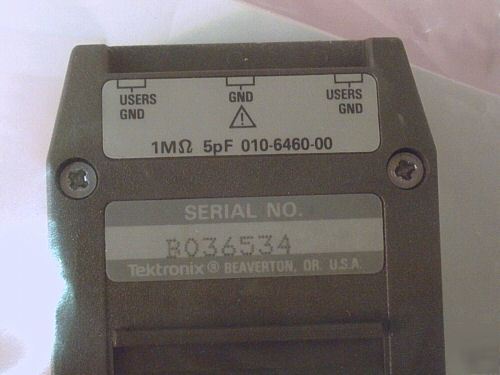 USERS GND
GND
USERS GND
1MΩ 5pF 010-6460-00
SERIAL NO.
B036534
Tektronix® BEAVERTON, OR. U.S.A.